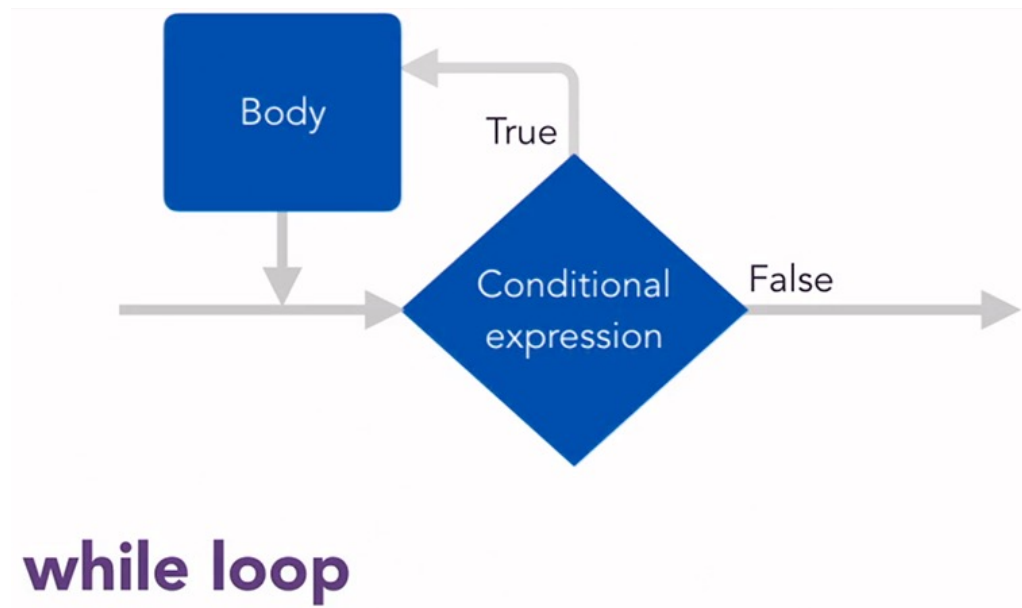 Body
True
Conditional
expression
False
while loop